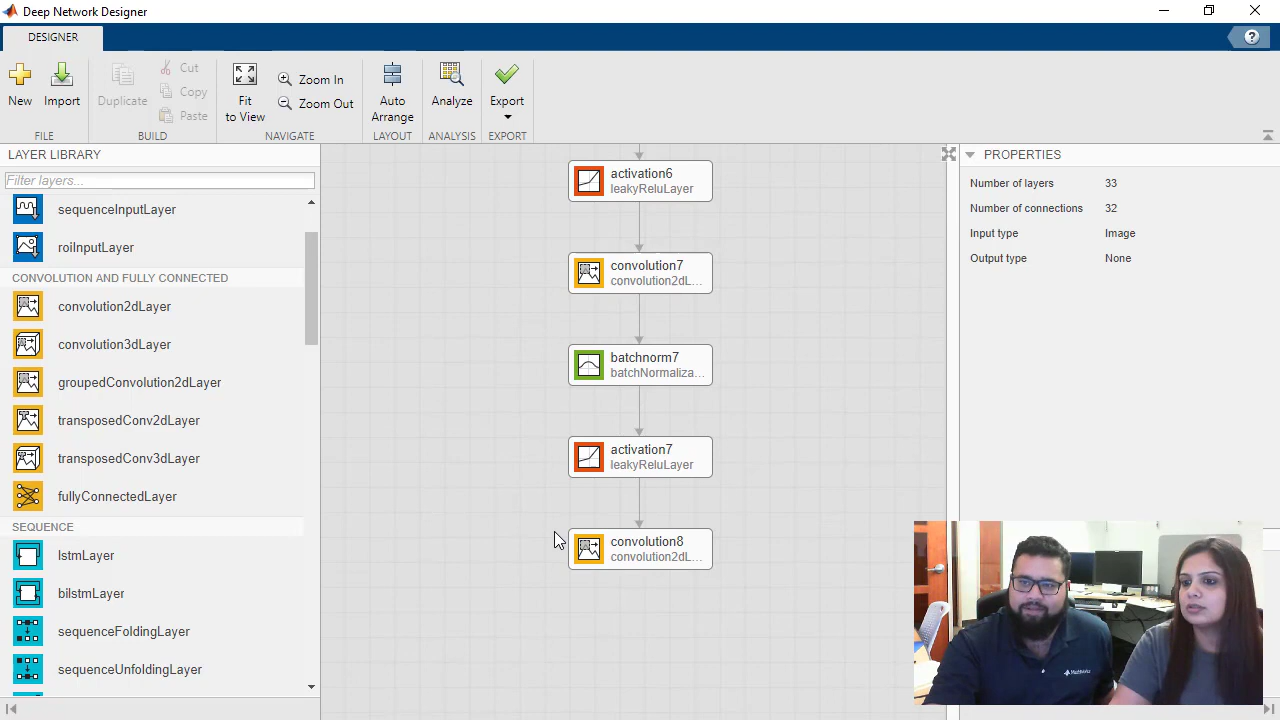 Deep Network Designer
DESIGNER
?
New
Import
Duplicate
Cut
Copy
Paste
Fit
to View
Zoom In
Zoom Out
Auto
Arrange
Analyze
Export
FILE
BUILD
NAVIGATE
LAYOUT
ANALYSIS
EXPORT
LAYER LIBRARY
Filter layers...
sequenceInputLayer
roiInputLayer
CONVOLUTION AND FULLY CONNECTED
convolution2dLayer
convolution3dLayer
groupedConvolution2dLayer
transposedConv2dLayer
transposedConv3dLayer
fullyConnectedLayer
SEQUENCE
lstmLayer
bilstmLayer
sequenceFoldingLayer
sequenceUnfoldingLayer
activation6
leakyReluLayer
convolution7
convolution2dL...
batchnorm7
batchNormaliza...
activation7
leakyReluLayer
convolution8
convolution2dL...
PROPERTIES
Number of layers 33
Number of connections 32
Input type Image
Output type None
MathWorks